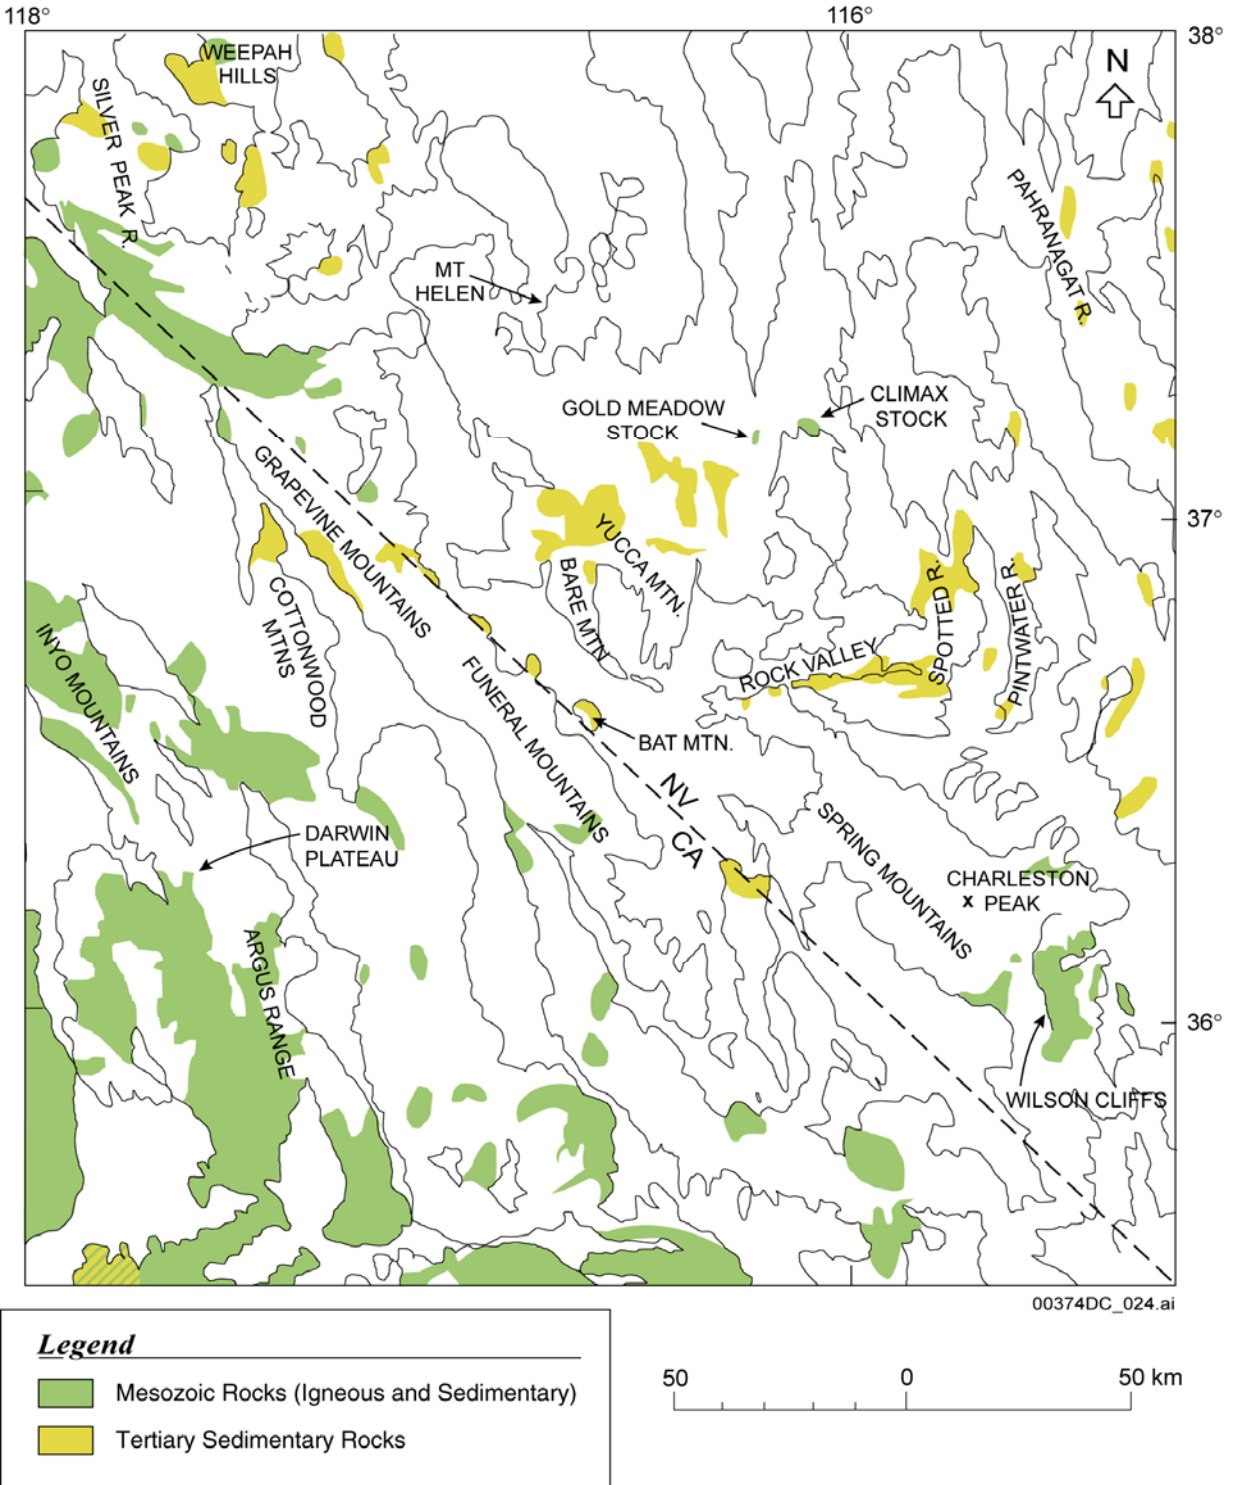 118°
116°
38°
WEEPAH
HILLS
N
SILVER PEAK R.
PAHRANAGAT R.
MT
HELEN
GOLD MEADOW
STOCK
CLIMAX
STOCK
37°
GRAPEVINE MOUNTAINS
YUCCA MTN.
BARE MTN
COTTONWOOD
MTNS
SPOTTED R.
PINTWATER R.
ROCK VALLEY
INYO MOUNTAINS
FUNERAL MOUNTAINS
BAT MTN.
NV
CA
SPRING MOUNTAINS
DARWIN
PLATEAU
CHARLESTON
x PEAK
ARGUS RANGE
36°
WILSON CLIFFS
00374DC_024.ai
Legend
Mesozoic Rocks (Igneous and Sedimentary)
Tertiary Sedimentary Rocks
50 0 50 km